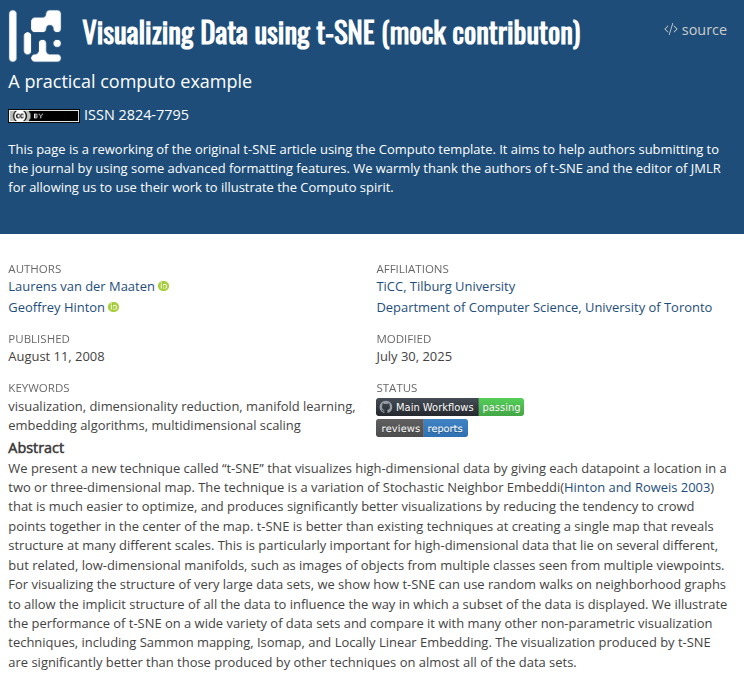 Visualizing Data using t-SNE (mock contributon)
</> source
A practical computo example
(cc) BY ISSN 2824-7795
This page is a reworking of the original t-SNE article using the Computo template. It aims to help authors submitting to
the journal by using some advanced formatting features. We warmly thank the authors of t-SNE and the editor of JMLR
for allowing us to use their work to illustrate the Computo spirit.
AUTHORS
Laurens van der Maaten iD
Geoffrey Hinton iD
AFFILIATIONS
TiCC, Tilburg University
Department of Computer Science, University of Toronto
PUBLISHED
August 11, 2008
MODIFIED
July 30, 2025
KEYWORDS
visualization, dimensionality reduction, manifold learning,
embedding algorithms, multidimensional scaling
STATUS
Main Workflows passing
reviews reports
Abstract
We present a new technique called “t-SNE” that visualizes high-dimensional data by giving each datapoint a location in a
two or three-dimensional map. The technique is a variation of Stochastic Neighbor Embeddi(Hinton and Roweis 2003)
that is much easier to optimize, and produces significantly better visualizations by reducing the tendency to crowd
points together in the center of the map. t-SNE is better than existing techniques at creating a single map that reveals
structure at many different scales. This is particularly important for high-dimensional data that lie on several different,
but related, low-dimensional manifolds, such as images of objects from multiple classes seen from multiple viewpoints.
For visualizing the structure of very large data sets, we show how t-SNE can use random walks on neighborhood graphs
to allow the implicit structure of all the data to influence the way in which a subset of the data is displayed. We illustrate
the performance of t-SNE on a wide variety of data sets and compare it with many other non-parametric visualization
techniques, including Sammon mapping, Isomap, and Locally Linear Embedding. The visualization produced by t-SNE
are significantly better than those produced by other techniques on almost all of the data sets.